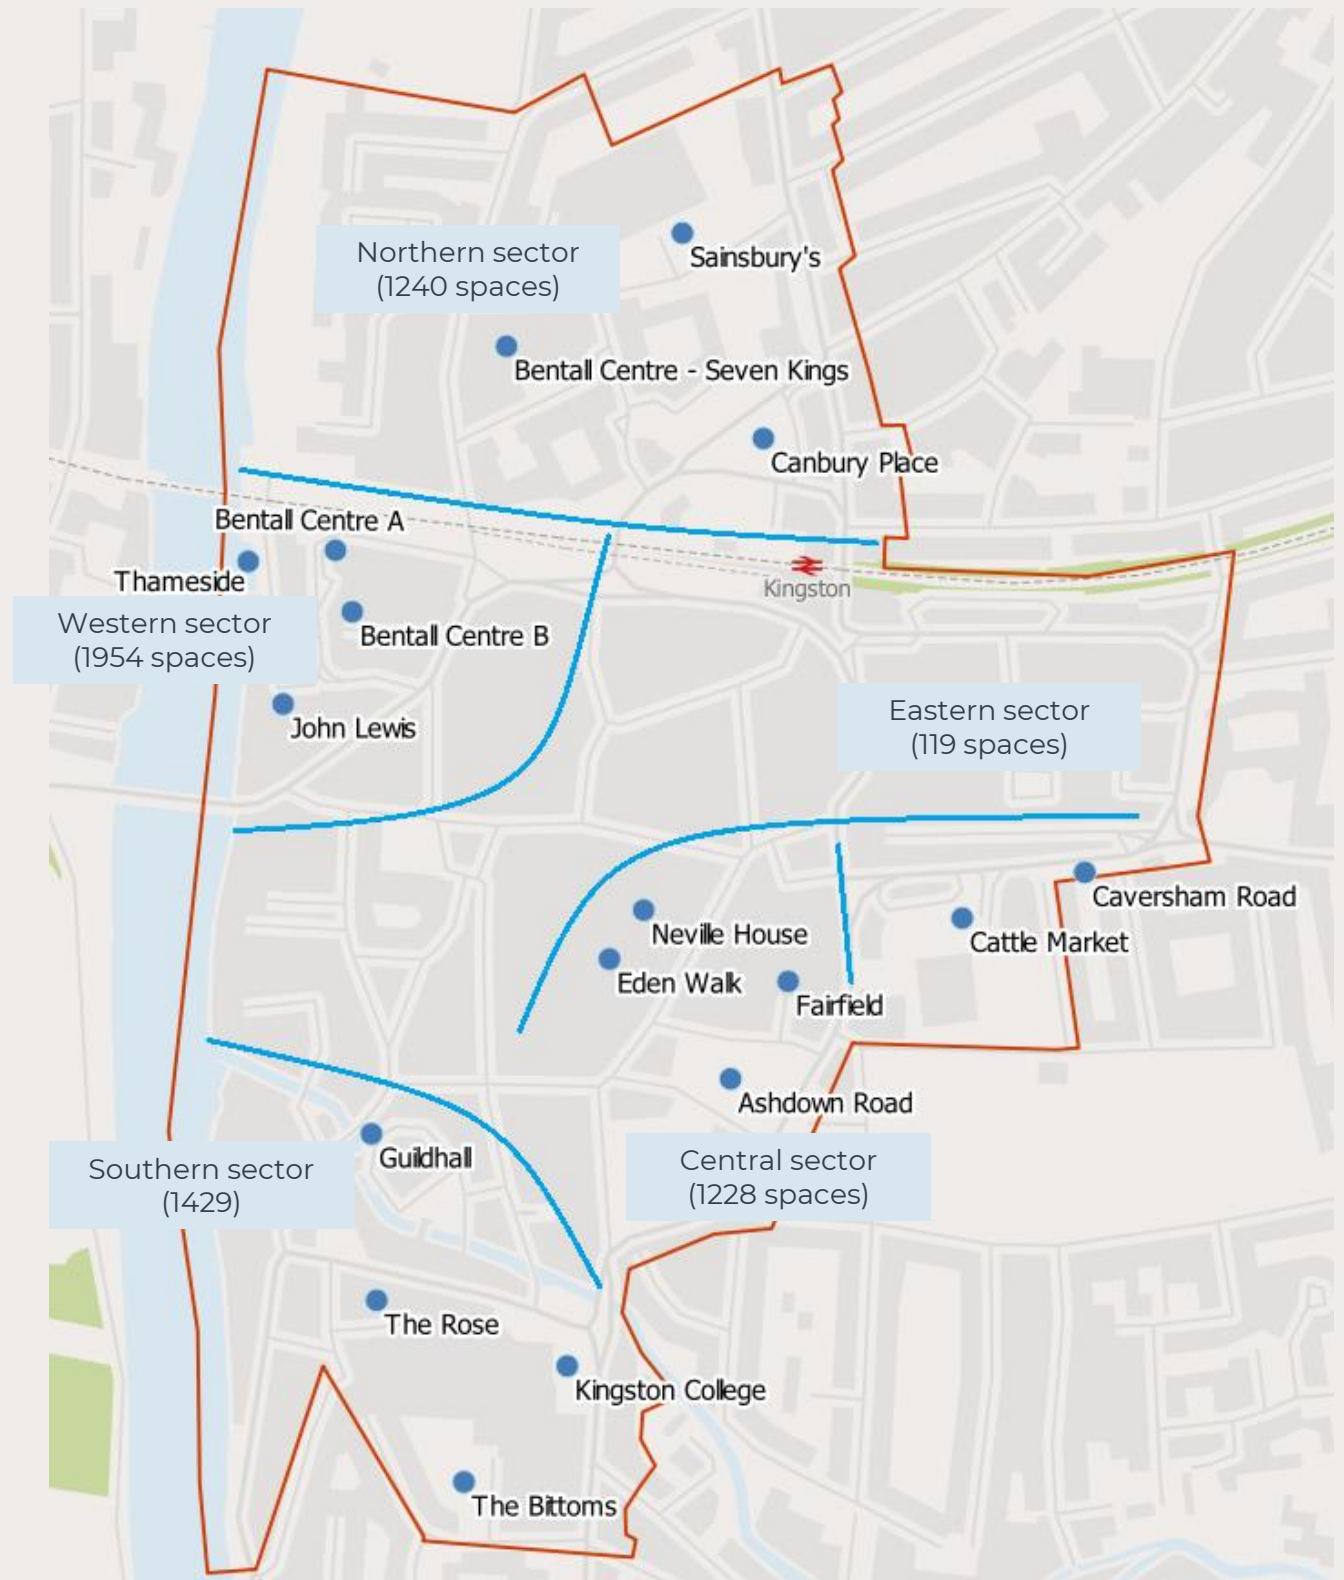 Northern sector
(1240 spaces)
Sainsbury's
Bentall Centre - Seven Kings
Canbury Place
Bentall Centre A
Thameside
Kingston
Western sector
(1954 spaces)
Bentall Centre B
John Lewis
Eastern sector
(119 spaces)
Caversham Road
Neville House
Cattle Market
Eden Walk
Fairfield
Ashdown Road
Guildhall
Southern sector
(1429)
Central sector
(1228 spaces)
The Rose
Kingston College
The Bittoms